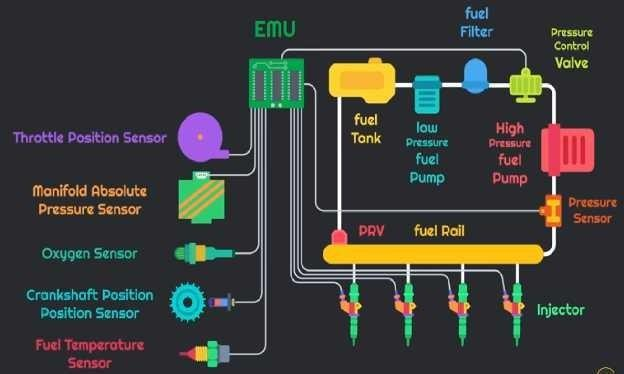 EMU
fuel
Filter
Pressure
Control
Valve
fuel
Tank
low
Pressure
fuel
Pump
High
Pressure
fuel
Pump
Throttle Position Sensor
Manifold Absolute
Pressure Sensor
Preesure
Sensor
PRV
fuel Rail
Oxygen Sensor
Crankshaft Position
Position Sensor
Injector
Fuel Temperature
Sensor